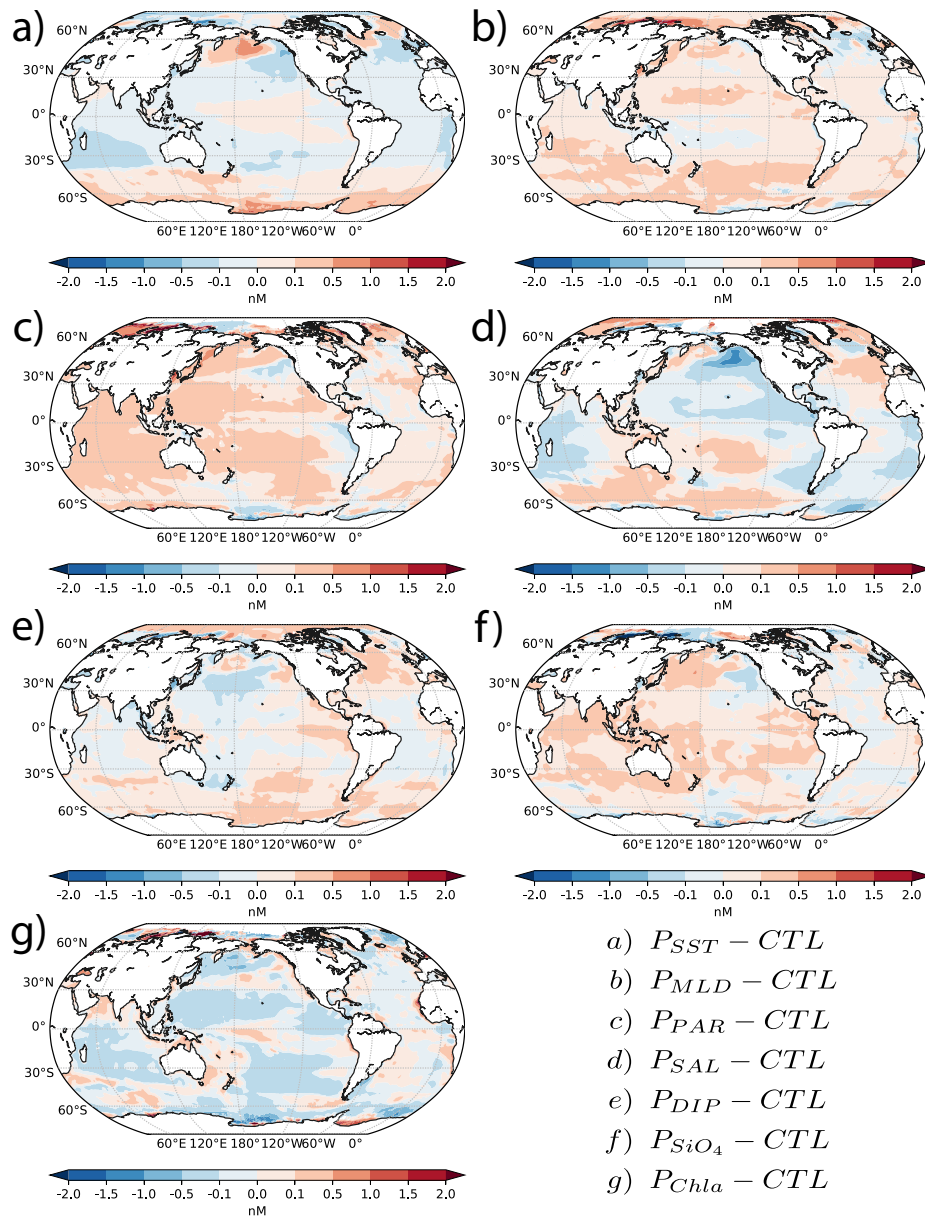 a)
60°N
30°N
0°
30°S
60°S
60°E 120°E 180° 120°W 60°W 0°
-2.0 -1.5 -1.0 -0.5 -0.1 0.0 0.1 0.5 1.0 1.5 2.0
nM
b)
60°N
30°N
0°
30°S
60°S
60°E 120°E 180° 120°W 60°W 0°
-2.0 -1.5 -1.0 -0.5 -0.1 0.0 0.1 0.5 1.0 1.5 2.0
nM
c)
60°N
30°N
0°
30°S
60°S
60°E 120°E 180° 120°W 60°W 0°
-2.0 -1.5 -1.0 -0.5 -0.1 0.0 0.1 0.5 1.0 1.5 2.0
nM
d)
60°N
30°N
0°
30°S
60°S
60°E 120°E 180° 120°W 60°W 0°
-2.0 -1.5 -1.0 -0.5 -0.1 0.0 0.1 0.5 1.0 1.5 2.0
nM
e)
60°N
30°N
0°
30°S
60°S
60°E 120°E 180° 120°W 60°W 0°
-2.0 -1.5 -1.0 -0.5 -0.1 0.0 0.1 0.5 1.0 1.5 2.0
nM
f)
60°N
30°N
0°
30°S
60°S
60°E 120°E 180° 120°W 60°W 0°
-2.0 -1.5 -1.0 -0.5 -0.1 0.0 0.1 0.5 1.0 1.5 2.0
nM
g)
60°N
30°N
0°
30°S
60°S
60°E 120°E 180° 120°W 60°W 0°
-2.0 -1.5 -1.0 -0.5 -0.1 0.0 0.1 0.5 1.0 1.5 2.0
nM
a) P_SST − CTL
b) P_MLD − CTL
c) P_PAR − CTL
d) P_SAL − CTL
e) P_DIP − CTL
f) P_SiO₄ − CTL
g) P_Chla − CTL